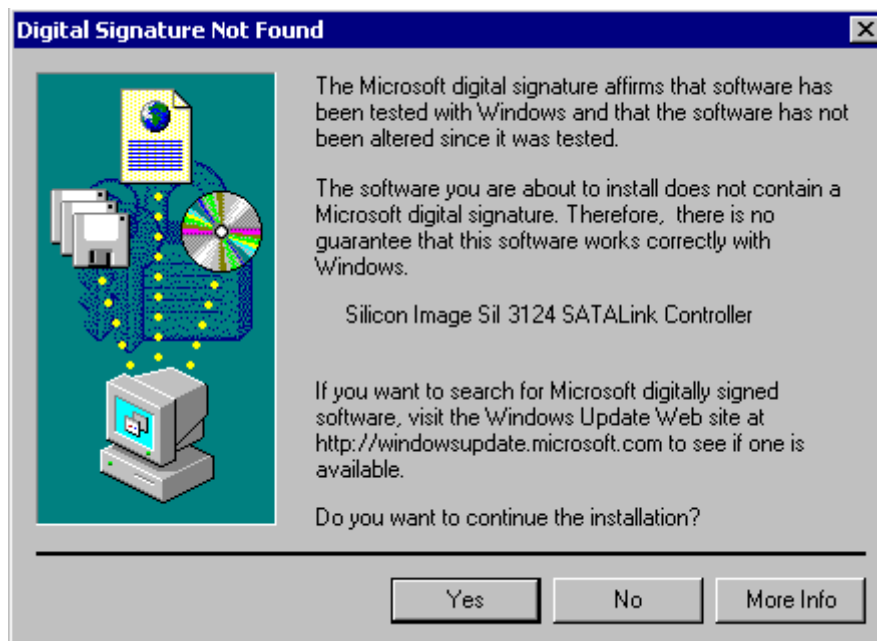 Digital Signature Not Found
The Microsoft digital signature affirms that software has
been tested with Windows and that the software has not
been altered since it was tested.
The software you are about to install does not contain a
Microsoft digital signature. Therefore,  there is no
guarantee that this software works correctly with
Windows.
Silicon Image SiI 3124 SATALink Controller
If you want to search for Microsoft digitally signed
software, visit the Windows Update Web site at
http://windowsupdate.microsoft.com to see if one is
available.
Do you want to continue the installation?
Yes
No
More Info